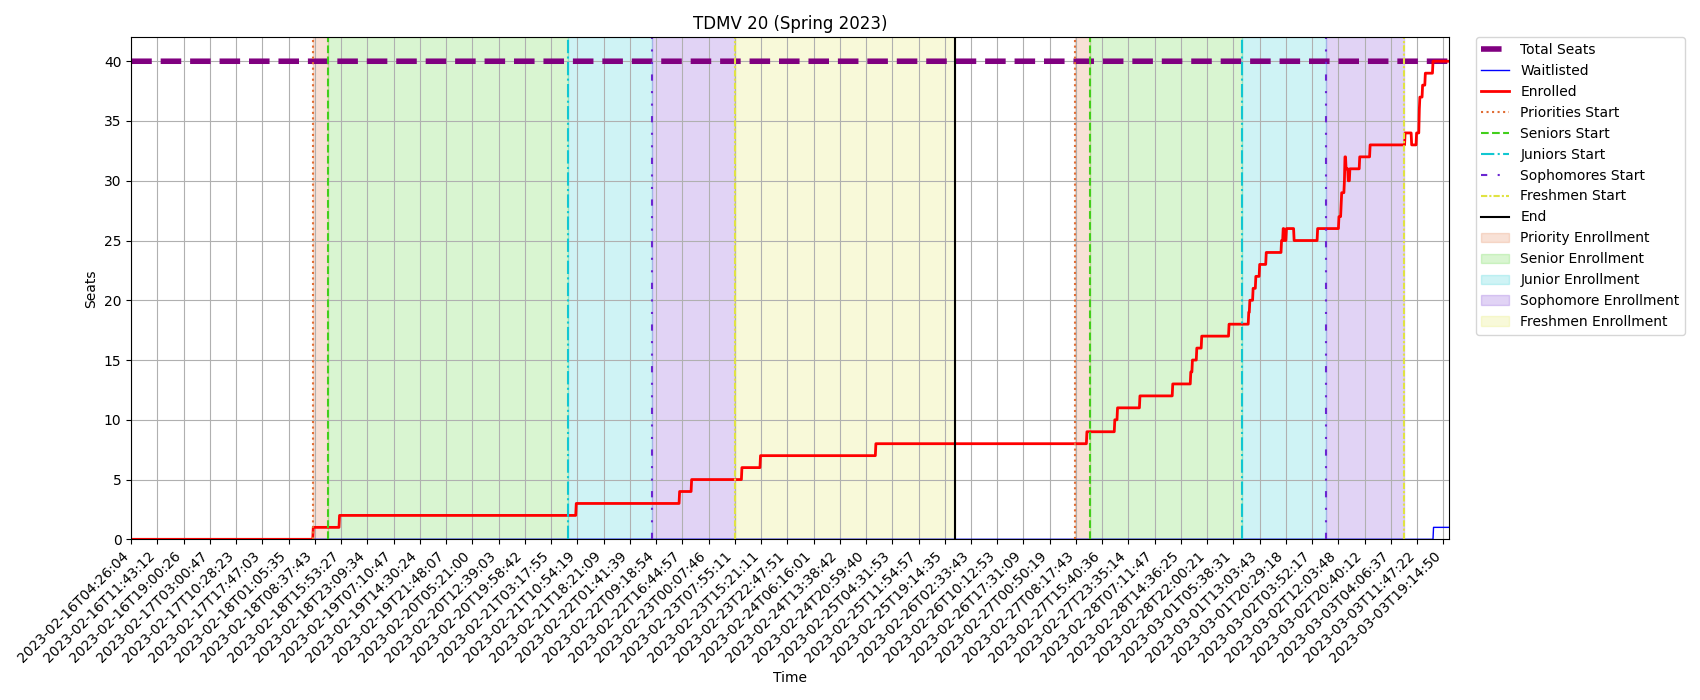 TDMV 20 (Spring 2023)
40
35
30
25
20
15
10
5
0
Seats
2023-02-16T04:26:04
2023-02-16T11:43:12
2023-02-16T19:00:26
2023-02-17T03:00:47
2023-02-17T10:28:23
2023-02-17T17:47:03
2023-02-18T01:05:35
2023-02-18T08:37:43
2023-02-18T15:53:27
2023-02-18T23:09:34
2023-02-19T07:10:47
2023-02-19T14:30:24
2023-02-19T21:48:07
2023-02-20T05:21:00
2023-02-20T12:39:03
2023-02-20T19:58:42
2023-02-21T03:17:55
2023-02-21T10:54:19
2023-02-21T18:21:09
2023-02-22T01:41:39
2023-02-22T09:18:54
2023-02-22T16:44:57
2023-02-23T00:07:46
2023-02-23T07:55:11
2023-02-23T15:21:11
2023-02-23T22:47:51
2023-02-24T06:16:01
2023-02-24T13:38:42
2023-02-24T20:59:40
2023-02-25T04:31:53
2023-02-25T11:54:57
2023-02-25T19:14:35
2023-02-26T02:33:43
2023-02-26T10:12:53
2023-02-26T17:31:09
2023-02-27T00:50:19
2023-02-27T08:17:43
2023-02-27T15:40:36
2023-02-27T23:35:14
2023-02-28T07:11:47
2023-02-28T14:36:25
2023-02-28T22:00:21
2023-03-01T05:38:31
2023-03-01T13:03:43
2023-03-01T20:29:18
2023-03-02T03:52:17
2023-03-02T12:03:48
2023-03-02T20:40:12
2023-03-03T04:06:37
2023-03-03T11:47:22
2023-03-03T19:14:50
Time
Total Seats
Waitlisted
Enrolled
Priorities Start
Seniors Start
Juniors Start
Sophomores Start
Freshmen Start
End
Priority Enrollment
Senior Enrollment
Junior Enrollment
Sophomore Enrollment
Freshmen Enrollment